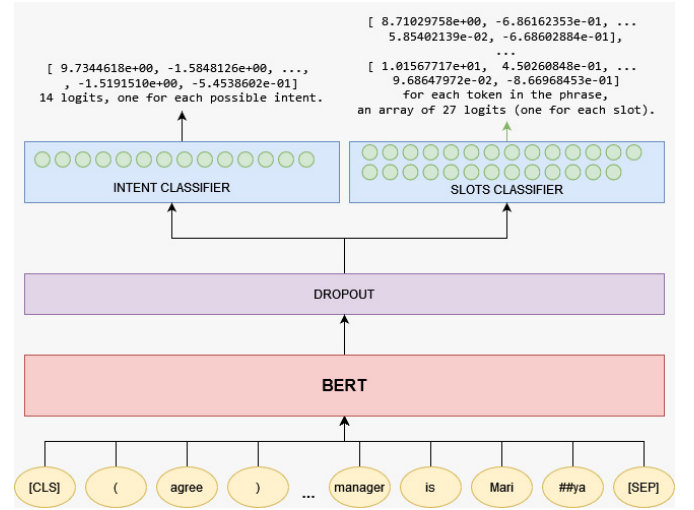 [ 8.71029758e+00, -6.86162353e-01, ...
5.85402139e-02, -6.68602884e-01],
...
[ 9.7344618e+00, -1.5848126e+00, ...,
, -1.5191510e+00, -5.4538602e-01]
14 logits, one for each possible intent.
[ 1.01567717e+01, 4.50260848e-01, ...
9.68647972e-02, -8.66968453e-01]
for each token in the phrase,
an array of 27 logits (one for each slot).
INTENT CLASSIFIER
SLOTS CLASSIFIER
DROPOUT
BERT
[CLS] ( agree ) ... manager is Mari ##ya [SEP]